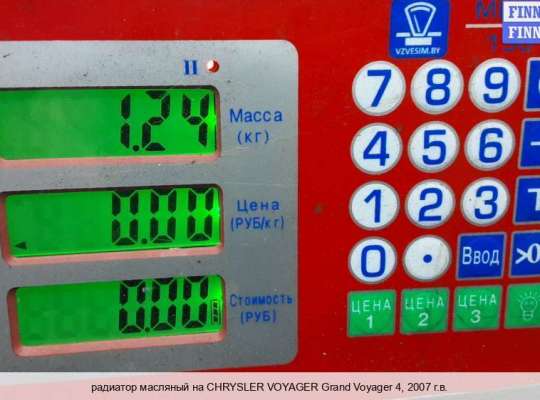 FINN
FINN
VZVESIM.BY
II
1.24
Масса
(кг)
0.00
Цена
(РУБ/кг)
0.00
Стоимость
(РУБ)
7 8 9
4 5 6
1 2 3
0 • Ввод >0
ЦЕНА 1 ЦЕНА 2 ЦЕНА 3
радиатор масляный на CHRYSLER VOYAGER Grand Voyager 4, 2007 г.в.